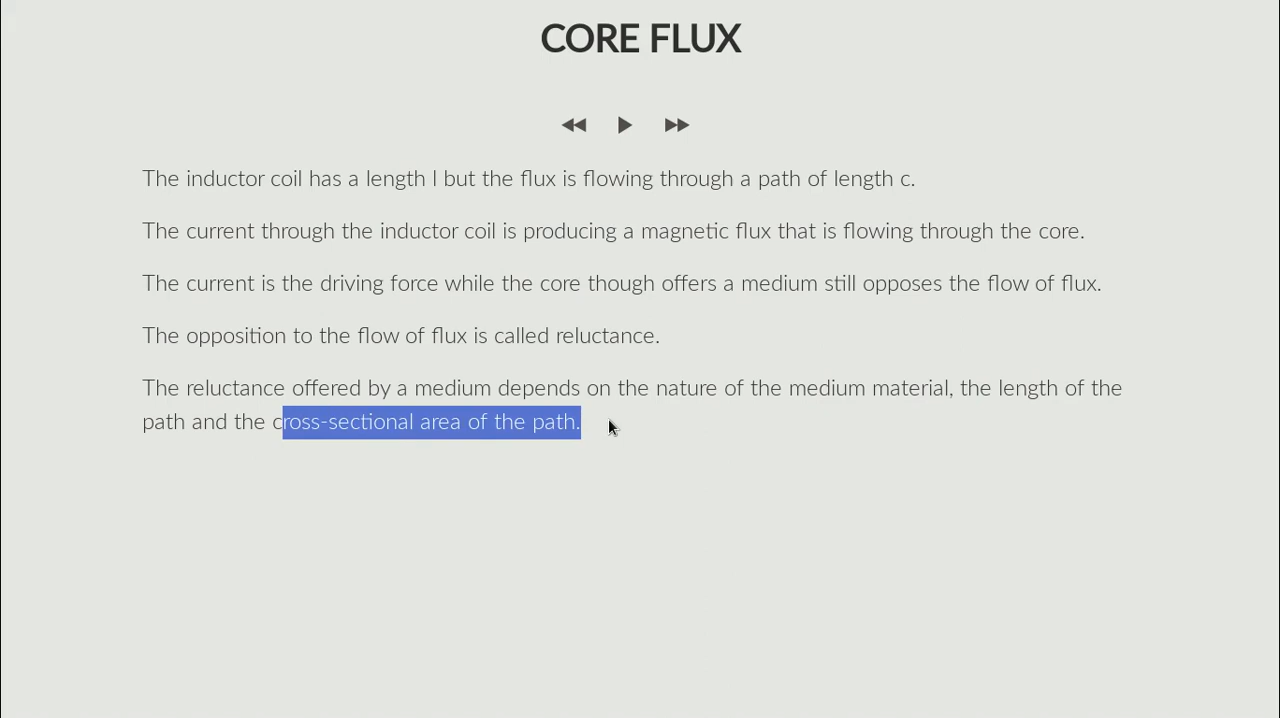 CORE FLUX
The inductor coil has a length l but the flux is flowing through a path of length c.
The current through the inductor coil is producing a magnetic flux that is flowing through the core.
The current is the driving force while the core though offers a medium still opposes the flow of flux.
The opposition to the flow of flux is called reluctance.
The reluctance offered by a medium depends on the nature of the medium material, the length of the
path and the cross-sectional area of the path.